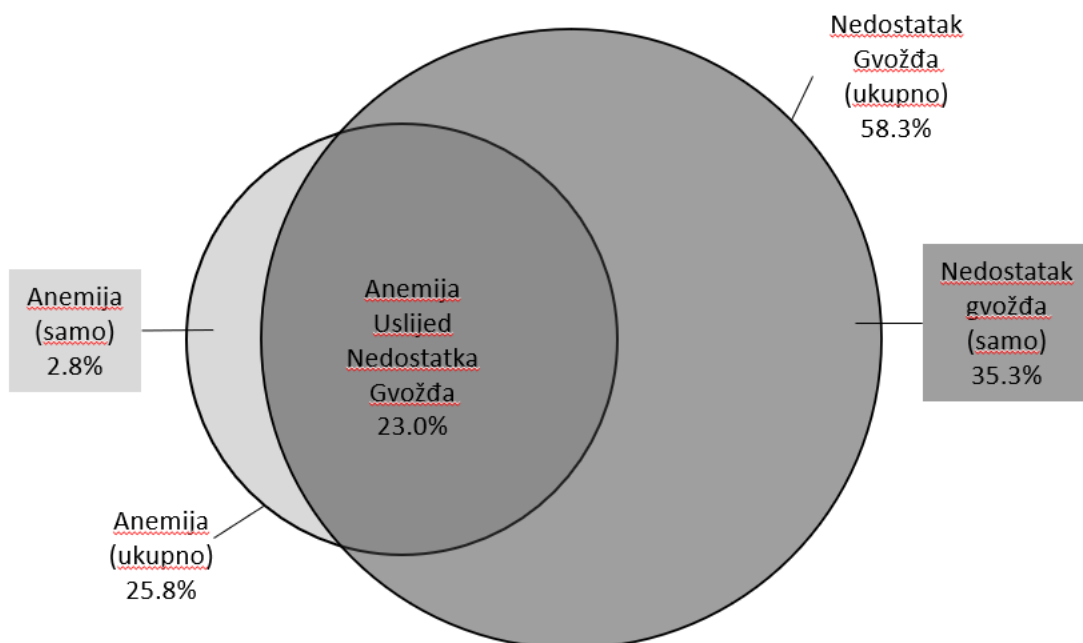 Nedostatak
Gvožđa
(ukupno)
58.3%
Anemija
(samo)
2.8%
Anemija
Uslijed
Nedostatka
Gvožđa
23.0%
Nedostatak
gvožđa
(samo)
35.3%
Anemija
(ukupno)
25.8%